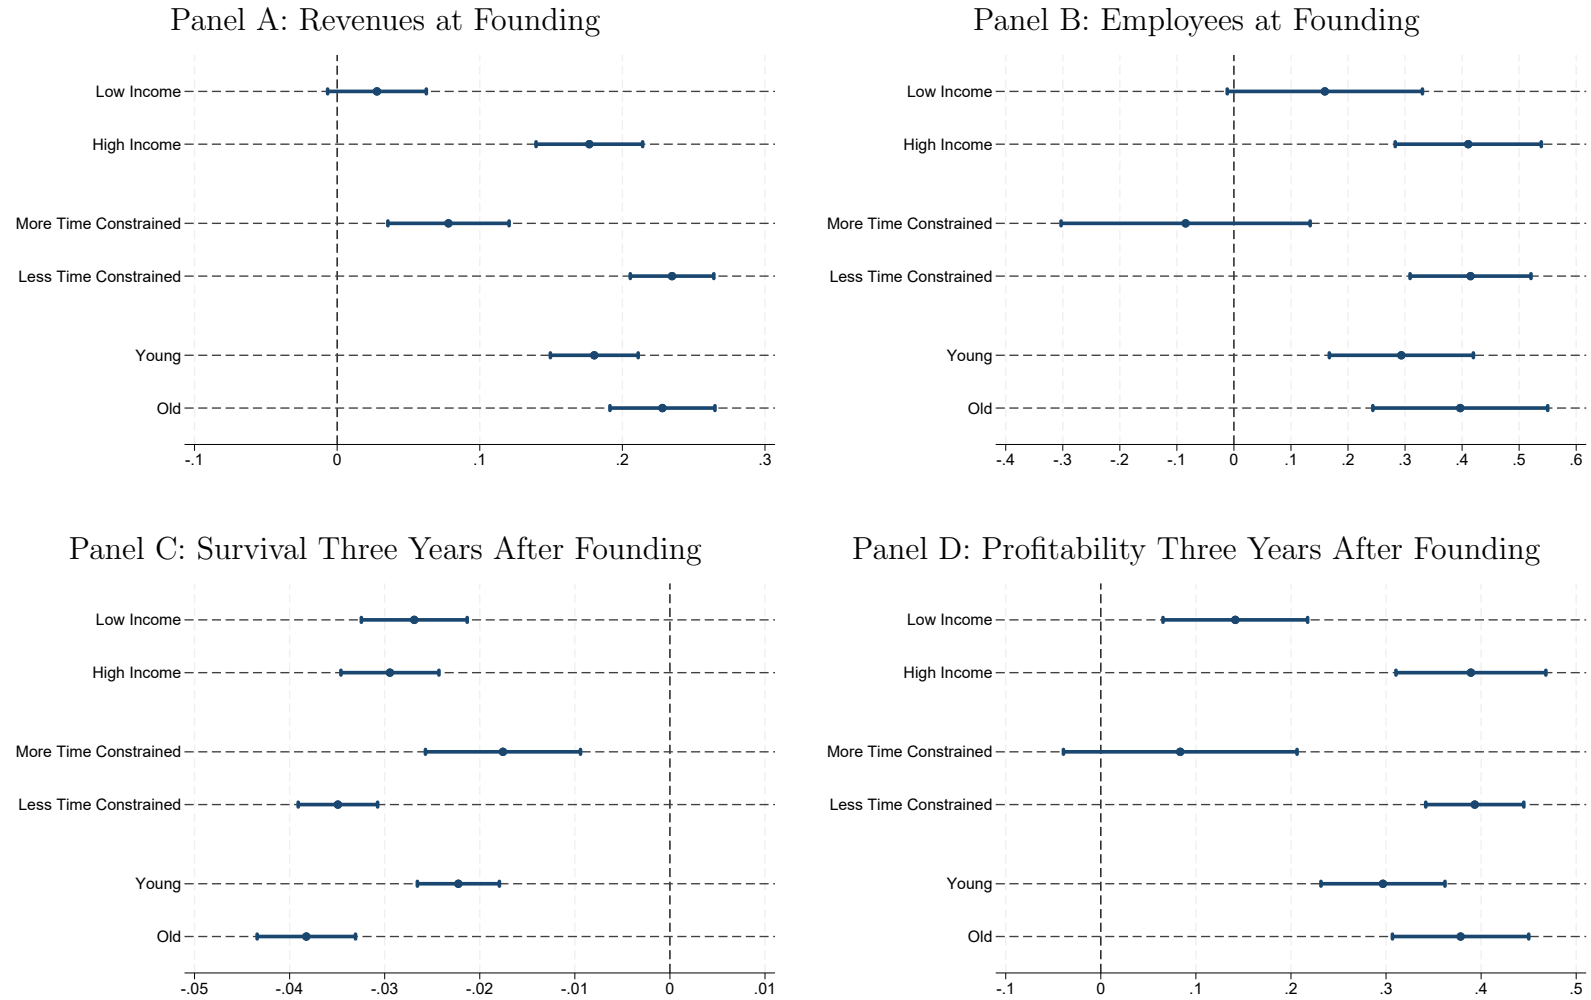 Panel A: Revenues at Founding
Low Income
High Income
More Time Constrained
Less Time Constrained
Young
Old
-.1 0 .1 .2 .3
Panel B: Employees at Founding
Low Income
High Income
More Time Constrained
Less Time Constrained
Young
Old
-.4 -.3 -.2 -.1 0 .1 .2 .3 .4 .5 .6
Panel C: Survival Three Years After Founding
Low Income
High Income
More Time Constrained
Less Time Constrained
Young
Old
-.05 -.04 -.03 -.02 -.01 0 .01
Panel D: Profitability Three Years After Founding
Low Income
High Income
More Time Constrained
Less Time Constrained
Young
Old
-.1 0 .1 .2 .3 .4 .5